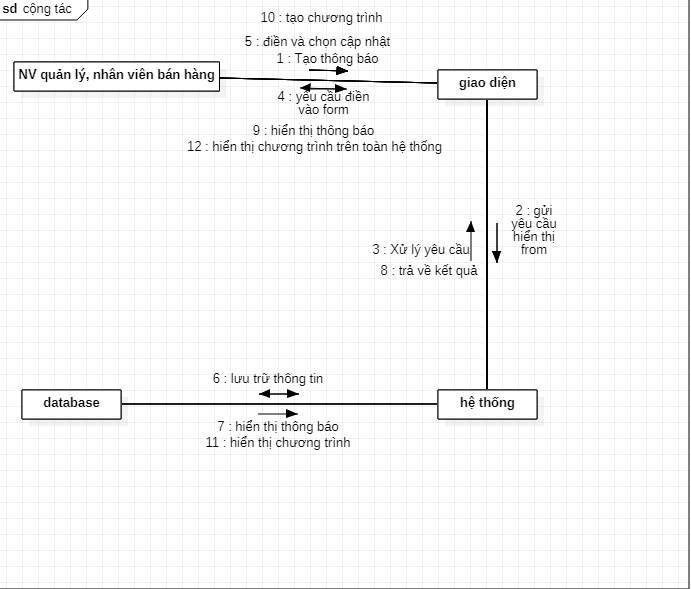 sd cộng tác
10 : tạo chương trình
5 : điền và chọn cập nhật
1 : Tạo thông báo
NV quản lý, nhân viên bán hàng
giao diện
4 : yêu cầu điền
vào form
9 : hiển thị thông báo
12 : hiển thị chương trình trên toàn hệ thống
2 : gửi
yêu cầu
hiển thị
from
3 : Xử lý yêu cầu
8 : trả về kết quả
6 : lưu trữ thông tin
database
hệ thống
7 : hiển thị thông báo
11 : hiển thị chương trình